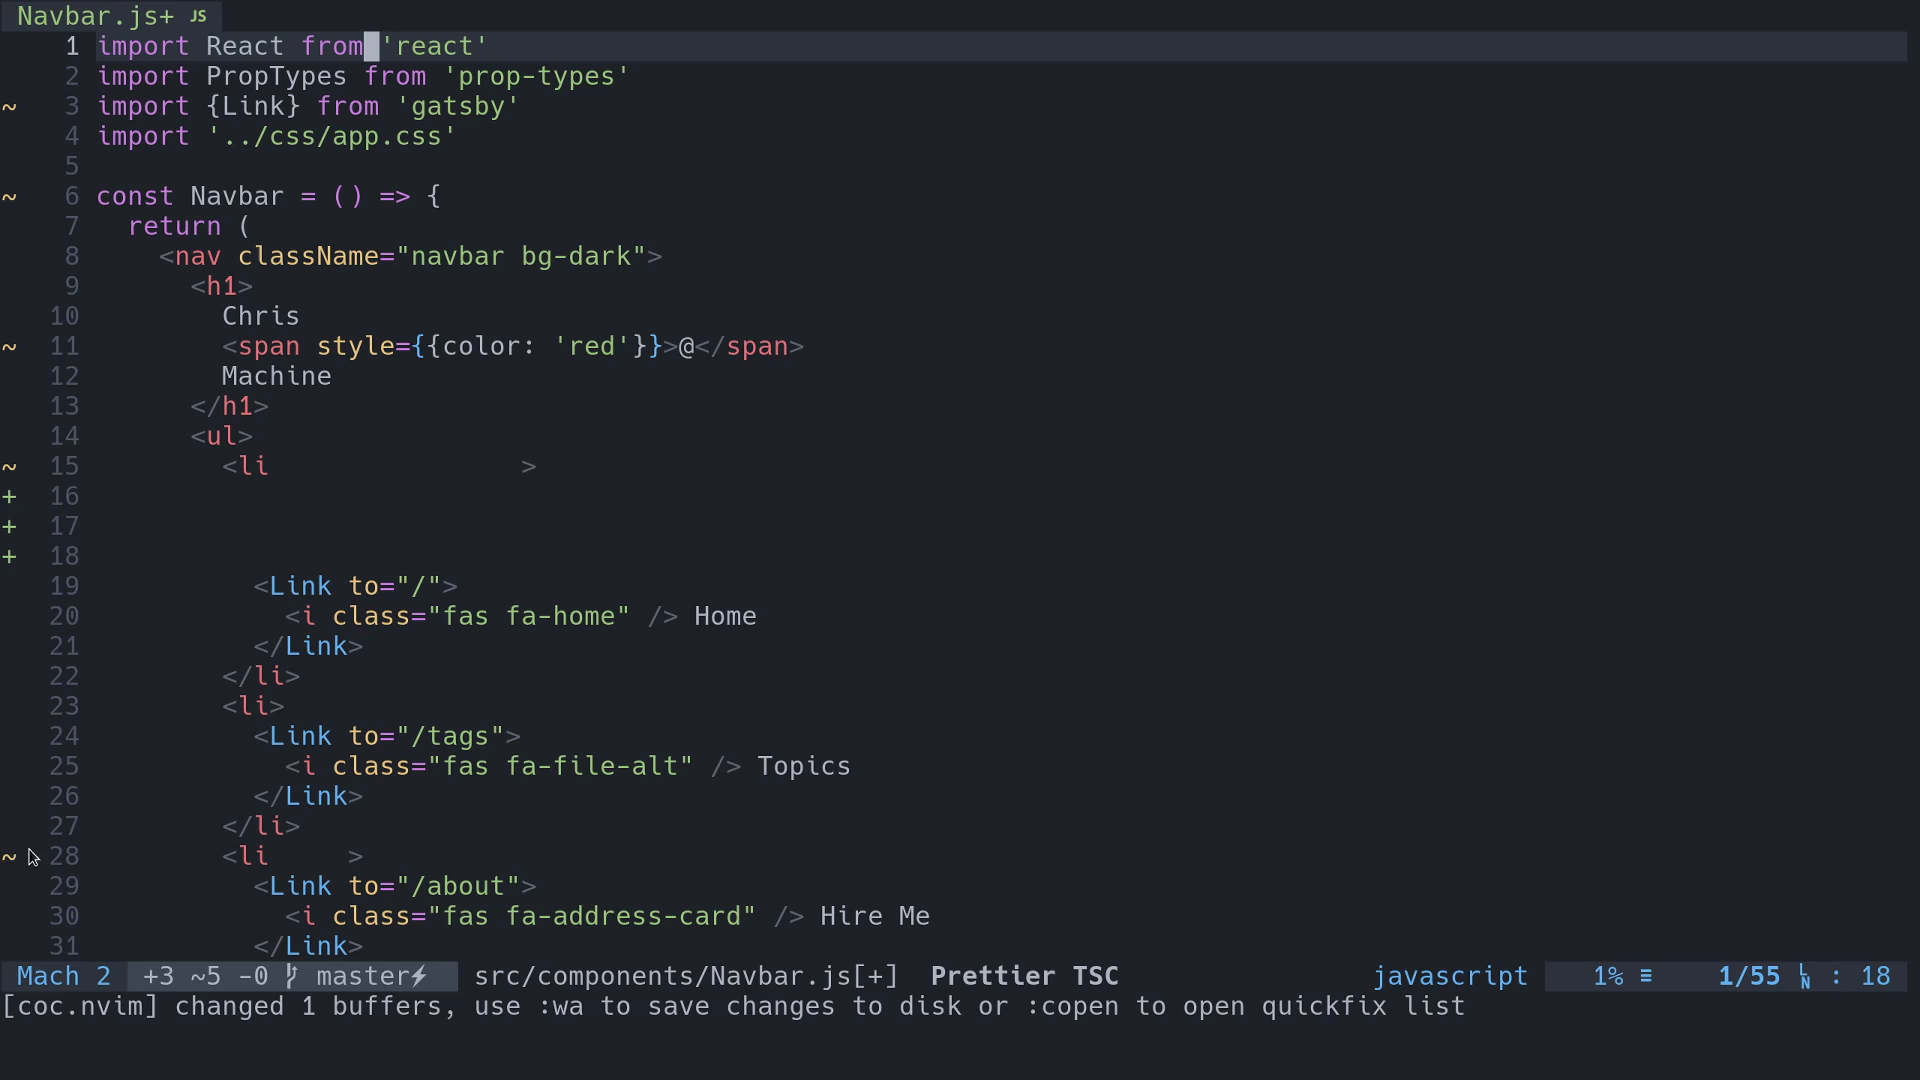 Navbar.js+ JS
1 import React from 'react'
2 import PropTypes from 'prop-types'
~ 3 import {Link} from 'gatsby'
4 import '../css/app.css'
5
~ 6 const Navbar = () => {
7   return (
8     <nav className="navbar bg-dark">
9       <h1>
10         Chris
~ 11         <span style={{color: 'red'}}>@</span>
12         Machine
13       </h1>
14       <ul>
~ 15         <li                >
+ 16
+ 17
+ 18
19           <Link to="/">
20             <i class="fas fa-home" /> Home
21           </Link>
22         </li>
23         <li>
24           <Link to="/tags">
25             <i class="fas fa-file-alt" /> Topics
26           </Link>
27         </li>
~ 28         <li     >
29           <Link to="/about">
30             <i class="fas fa-address-card" /> Hire Me
31           </Link>
Mach 2 +3 ~5 -0 master⚡ src/components/Navbar.js[+] Prettier TSC javascript 1% ≡ 1/55 LN : 18
[coc.nvim] changed 1 buffers, use :wa to save changes to disk or :copen to open quickfix list